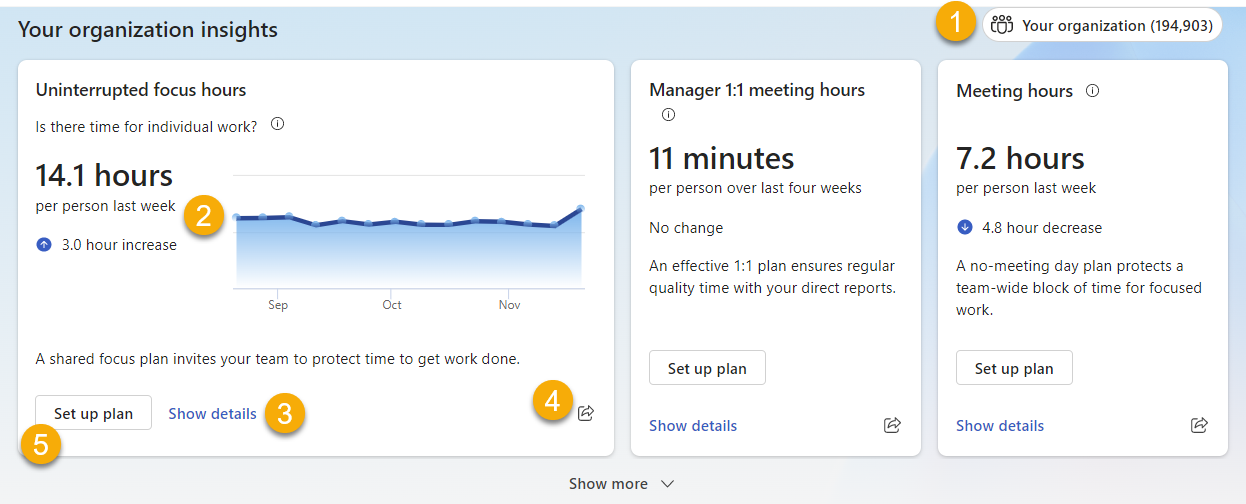 Your organization insights
1
Your organization (194,903)
Uninterrupted focus hours
Is there time for individual work?
14.1 hours
per person last week
2
3.0 hour increase
Sep Oct Nov
A shared focus plan invites your team to protect time to get work done.
Set up plan
Show details
3
4
5
Manager 1:1 meeting hours
11 minutes
per person over last four weeks
No change
An effective 1:1 plan ensures regular
quality time with your direct reports.
Set up plan
Show details
Meeting hours
7.2 hours
per person last week
4.8 hour decrease
A no-meeting day plan protects a
team-wide block of time for focused
work.
Set up plan
Show details
Show more